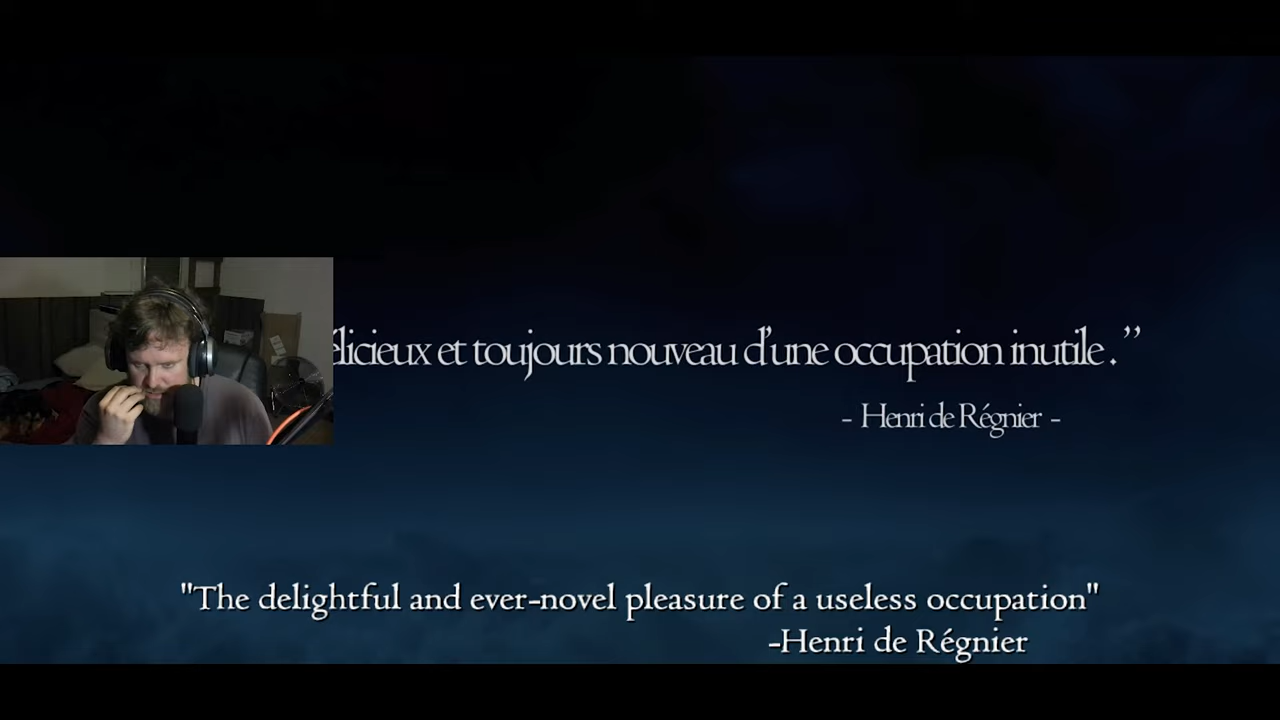 élicieux et toujours nouveau d'une occupation inutile.”
- Henri de Régnier -
"The delightful and ever-novel pleasure of a useless occupation"
-Henri de Régnier